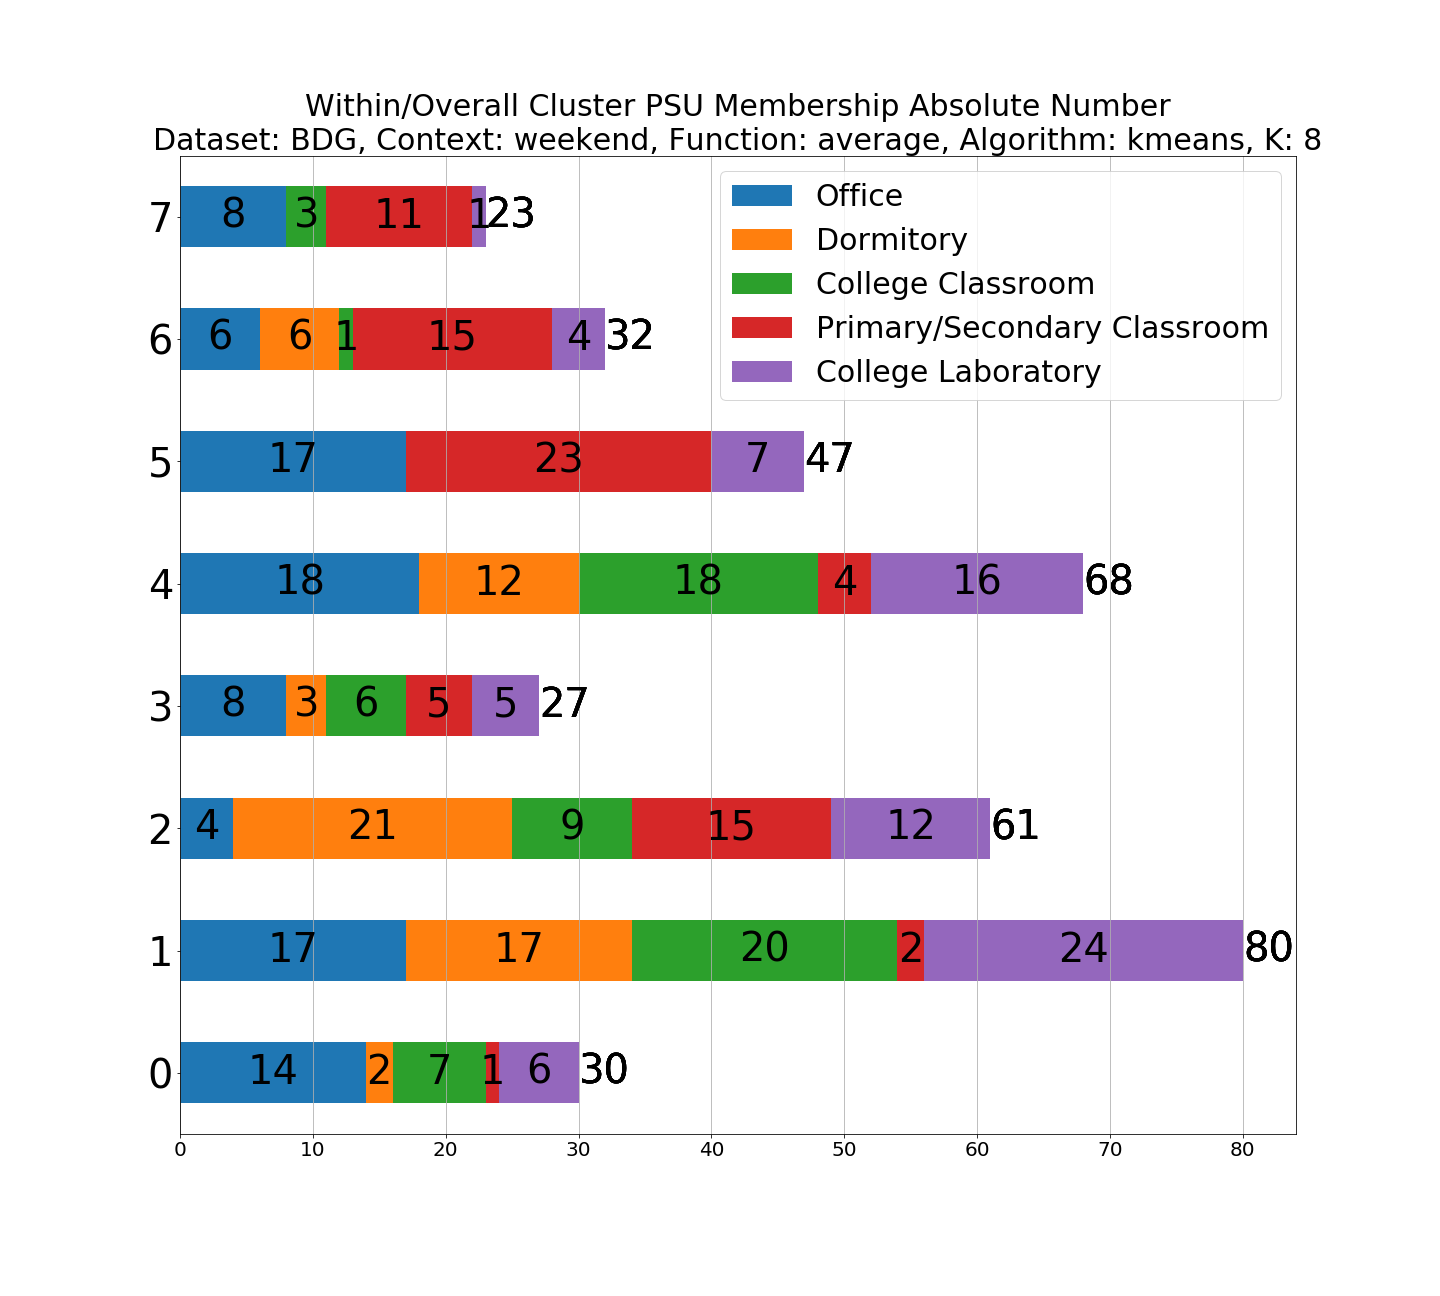 Within/Overall Cluster PSU Membership Absolute Number
Dataset: BDG, Context: weekend, Function: average, Algorithm: kmeans, K: 8
Office
Dormitory
College Classroom
Primary/Secondary Classroom
College Laboratory
7 8 3 11 1 23
6 6 6 1 15 4 32
5 17 23 7 47
4 18 12 18 4 16 68
3 8 3 6 5 5 27
2 4 21 9 15 12 61
1 17 17 20 2 24 80
0 14 2 7 1 6 30
0 10 20 30 40 50 60 70 80